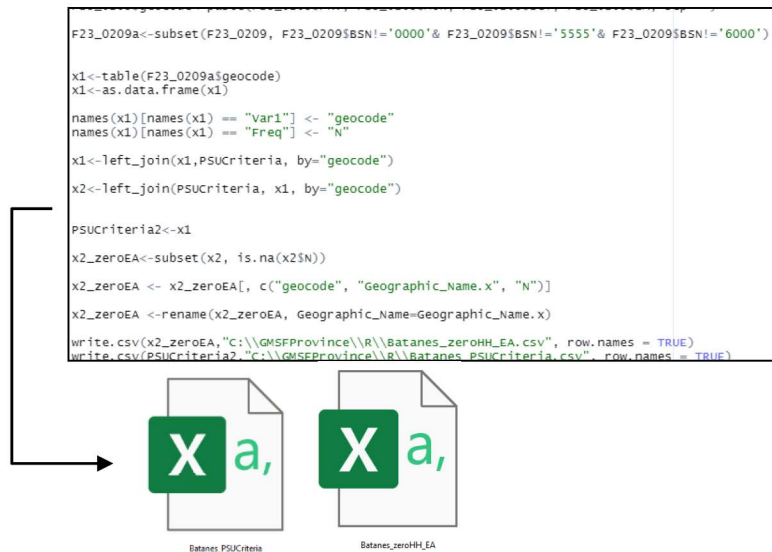 F23_0209a<-subset(F23_0209, F23_0209$BSN!='0000'& F23_0209$BSN!='5555'& F23_0209$BSN!='6000')
x1<-table(F23_0209a$geocode)
x1<-as.data.frame(x1)
names(x1)[names(x1) == "Var1"] <- "geocode"
names(x1)[names(x1) == "Freq"] <- "N"
x1<-left_join(x1,PSUCriteria, by="geocode")
x2<-left_join(PSUCriteria, x1, by="geocode")
PSUCriteria2<-x1
x2_zeroEA<-subset(x2, is.na(x2$N))
x2_zeroEA <- x2_zeroEA[, c("geocode", "Geographic_Name.x", "N")]
x2_zeroEA <-rename(x2_zeroEA, Geographic_Name=Geographic_Name.x)
write.csv(x2_zeroEA,"C:\\GMSFProvince\\R\\Batanes_zeroHH_EA.csv", row.names = TRUE)
write.csv(PSUCriteria2,"C:\\GMSFProvince\\R\\Batanes_PSUCriteria.csv", row.names = TRUE)
X a, X a,
Batanes_PSUCriteria Batanes_zeroHH_EA